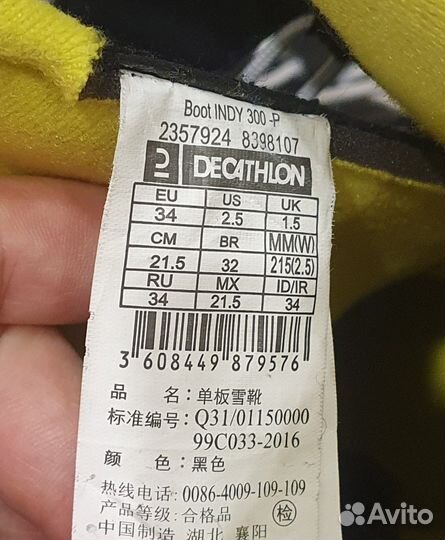 Boot INDY 300 -P
2357924 8398107
DECATHLON
EU US UK
34 2.5 1.5
CM BR MM(W)
21.5 32 215(2.5)
RU MX ID/IR
34 21.5 34
3 608449 879576
品 名：单板雪靴
标准编号：Q31/01150000
99C033-2016
颜 色：黑色
热线电话：0086-4009-109-109
产品等级：合格品 检
中国制造 湖北 襄阳
Avito